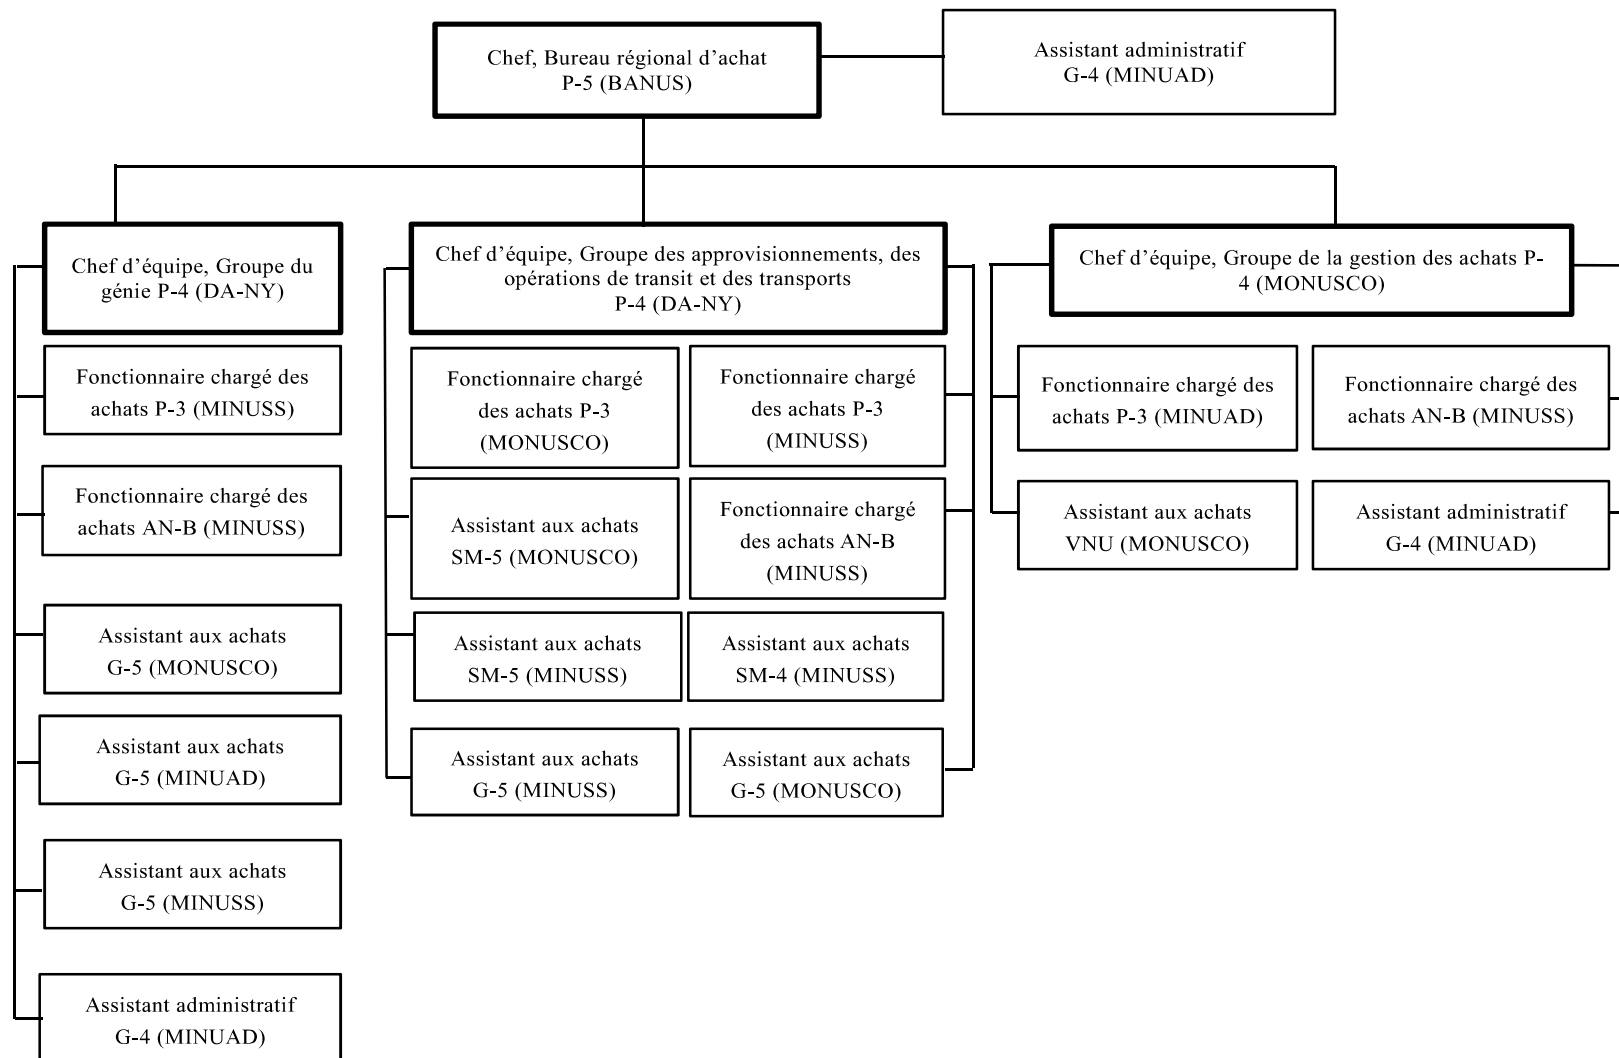 Chef, Bureau régional d’achat
P-5 (BANUS)
Assistant administratif
G-4 (MINUAD)
Chef d’équipe, Groupe du
génie P-4 (DA-NY)
Fonctionnaire chargé des
achats P-3 (MINUSS)
Fonctionnaire chargé des
achats AN-B (MINUSS)
Assistant aux achats
G-5 (MONUSCO)
Assistant aux achats
G-5 (MINUAD)
Assistant aux achats
G-5 (MINUSS)
Assistant administratif
G-4 (MINUAD)
Chef d’équipe, Groupe des approvisionnements, des
opérations de transit et des transports
P-4 (DA-NY)
Fonctionnaire chargé
des achats P-3
(MONUSCO)
Fonctionnaire chargé
des achats P-3
(MINUSS)
Assistant aux achats
SM-5 (MONUSCO)
Fonctionnaire chargé
des achats AN-B
(MINUSS)
Assistant aux achats
SM-5 (MINUSS)
Assistant aux achats
SM-4 (MINUSS)
Assistant aux achats
G-5 (MINUSS)
Assistant aux achats
G-5 (MONUSCO)
Chef d’équipe, Groupe de la gestion des achats P-
4 (MONUSCO)
Fonctionnaire chargé des
achats P-3 (MINUAD)
Fonctionnaire chargé des
achats AN-B (MINUSS)
Assistant aux achats
VNU (MONUSCO)
Assistant administratif
G-4 (MINUAD)